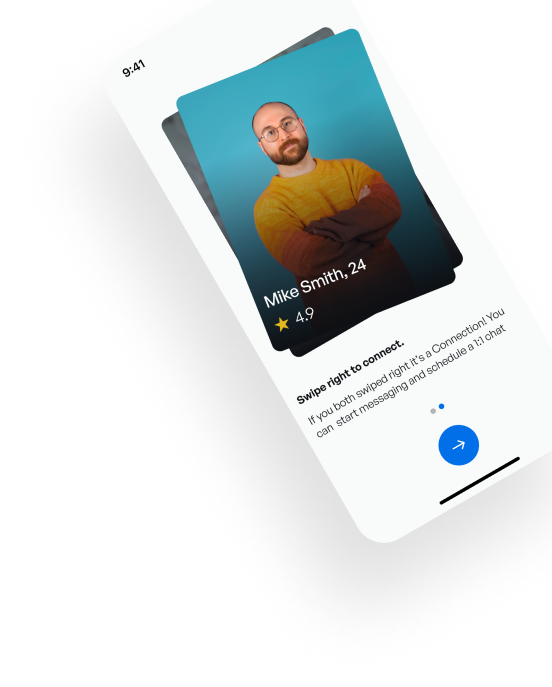 9:41
Mike Smith, 24
4.9
Swipe right to connect.
If you both swiped right it's a Connection! You
can start messaging and schedule a 1:1 chat